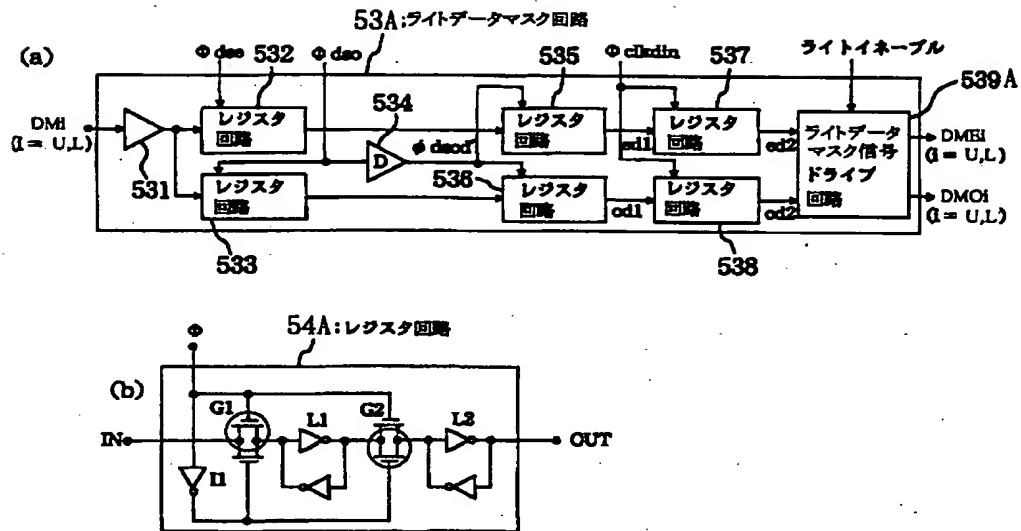 53A:ライトデータマスク回路
(a)
Φ dse
532
Φ dso
535
Φ clkdin
537
ライトイネーブル
539A
DMi
(i= U,L)
531
レジスタ
回路
534
D
φ dsod
レジスタ
回路
ed1
レジスタ
回路
ed2
ライトデータ
マスク信号
ドライブ
回路
DMEi
(i= U,L)
DMOi
(i= U,L)
レジスタ
回路
533
536
レジスタ
回路
od1
レジスタ
回路
od2
538
54A:レジスタ回路
Φ
(b)
G1
L1
G2
L2
IN
OUT
I1